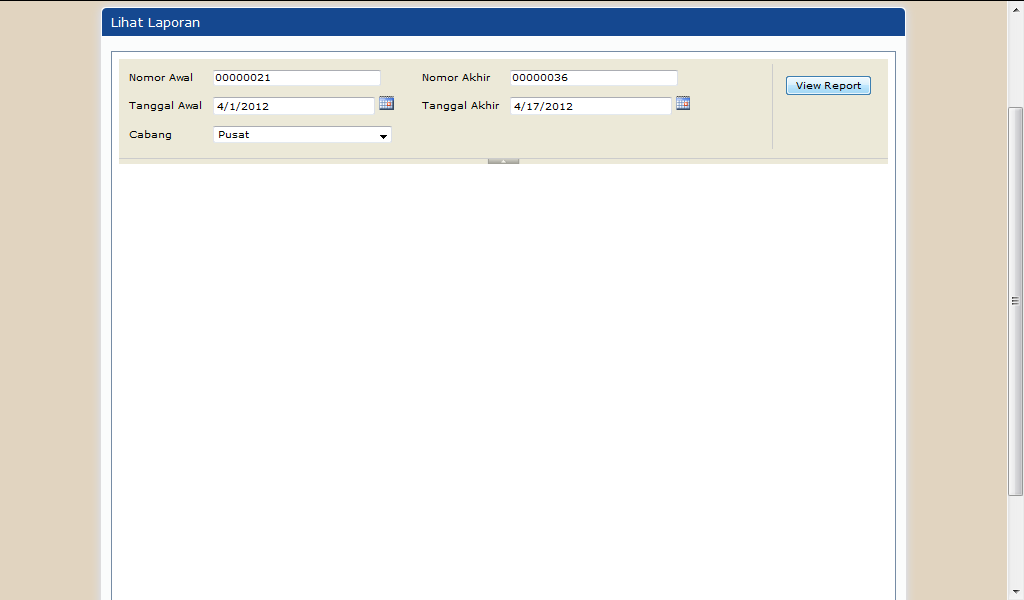 Lihat Laporan
Nomor Awal 00000021 Nomor Akhir 00000036 View Report
Tanggal Awal 4/1/2012 Tanggal Akhir 4/17/2012
Cabang Pusat